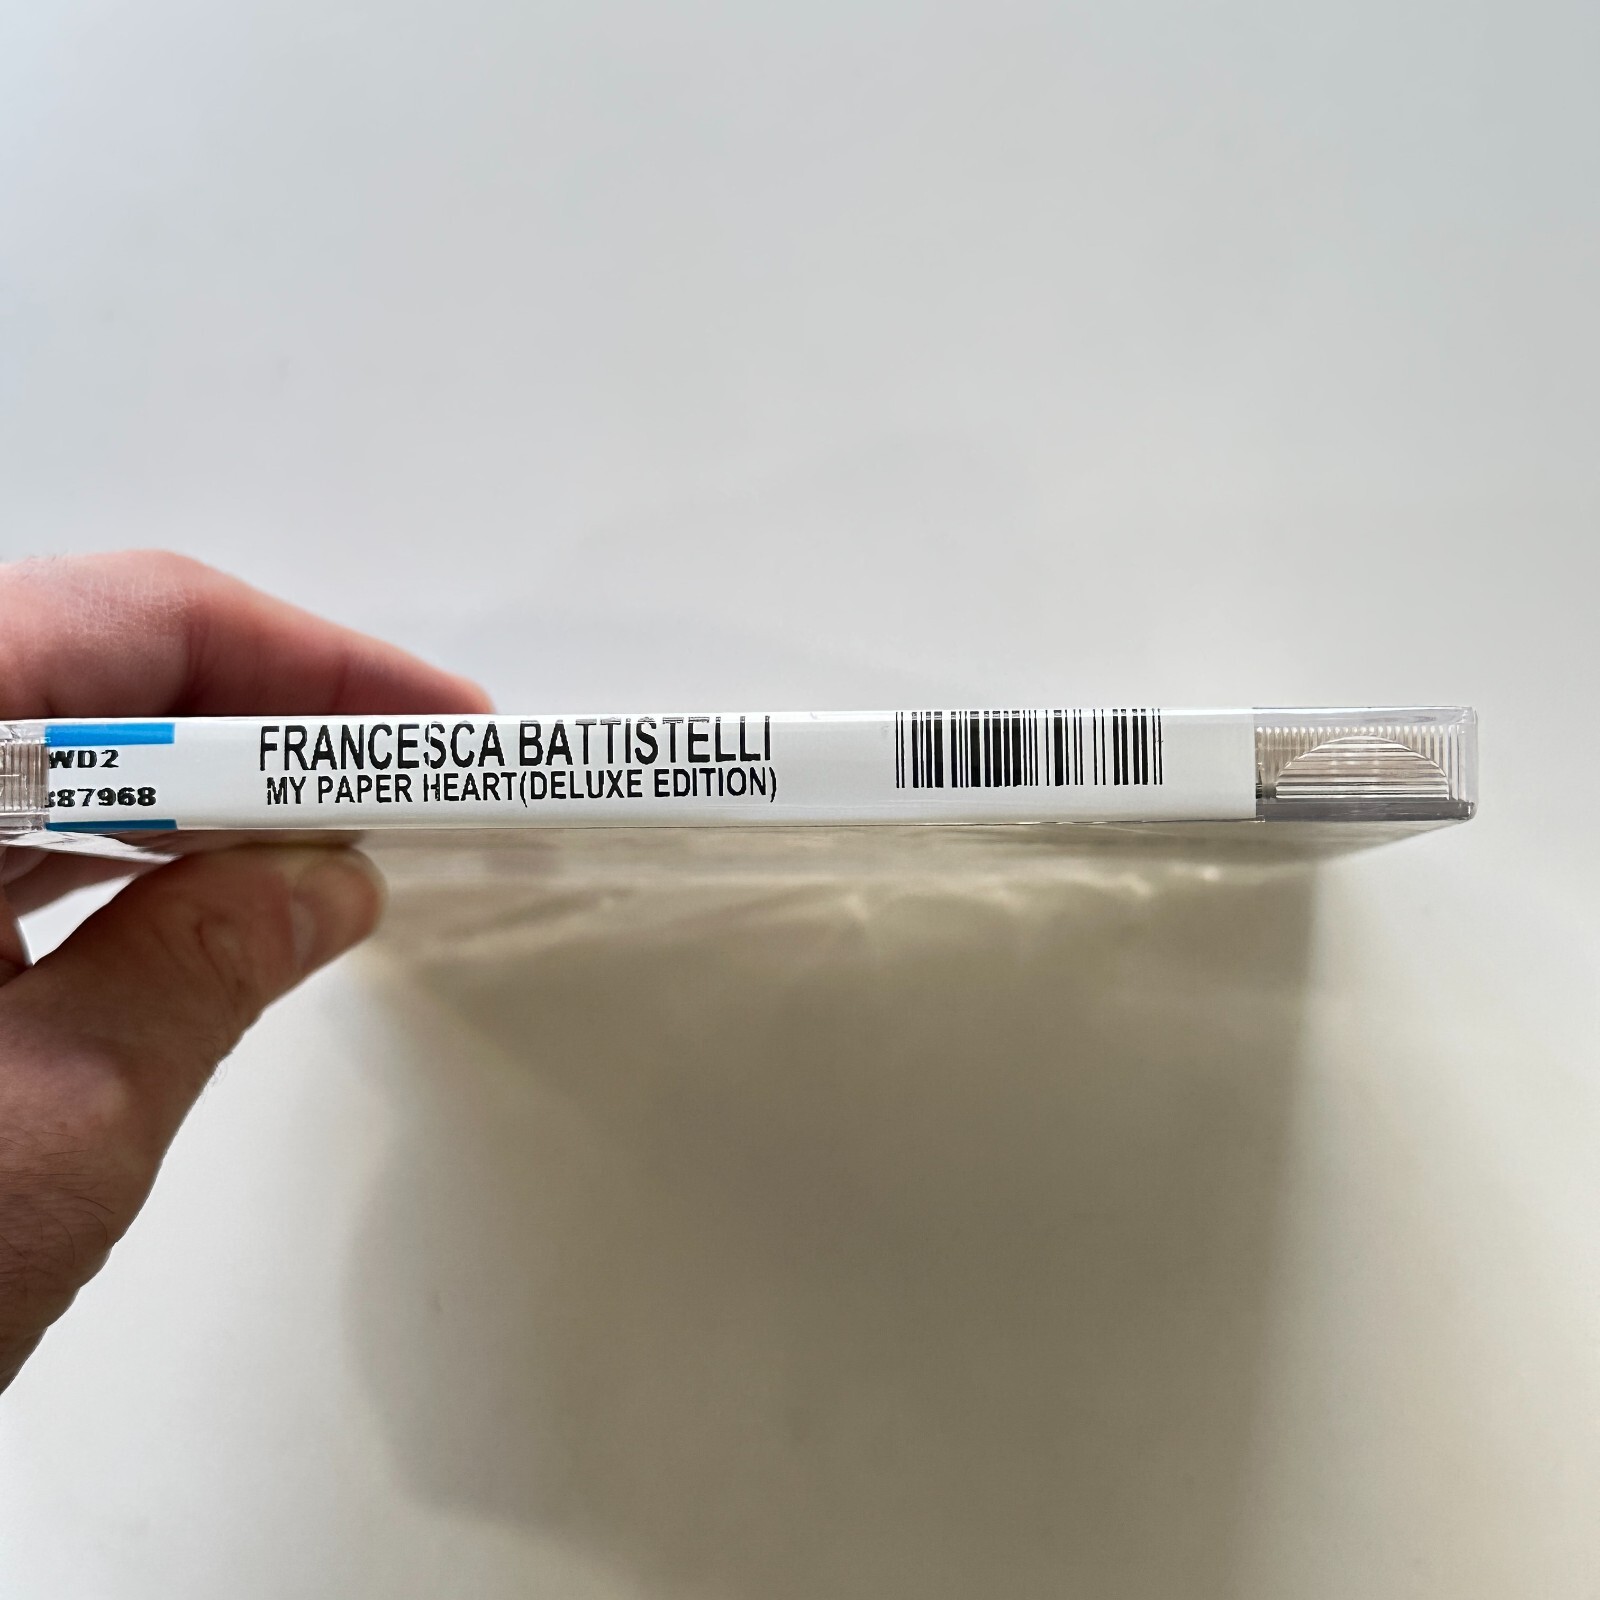 WD2
87968
FRANCESCA BATTISTELLI
MY PAPER HEART(DELUXE EDITION)